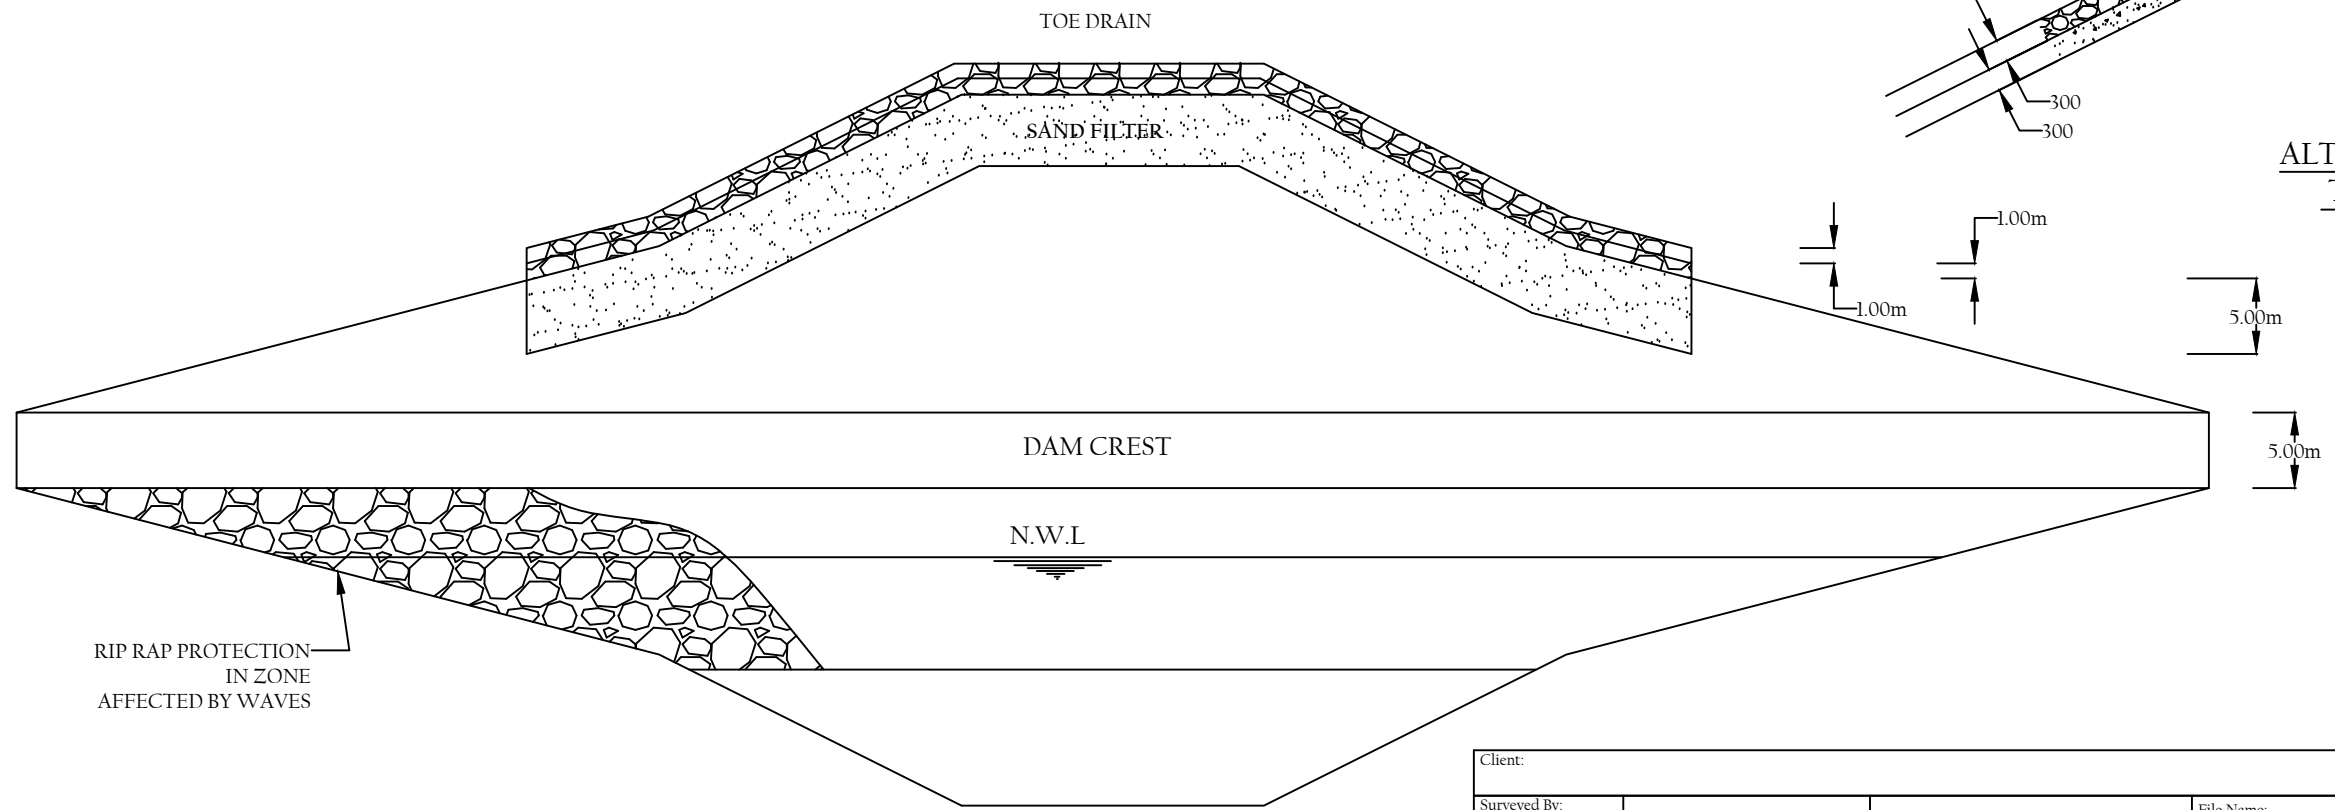 TOE DRAIN
300
300
SAND FILTER
ALT
1.00m
1.00m
5.00m
DAM CREST
5.00m
N.W.L
RIP RAP PROTECTION
IN ZONE
AFFECTED BY WAVES
Client:
Surveyed By:
File Name: